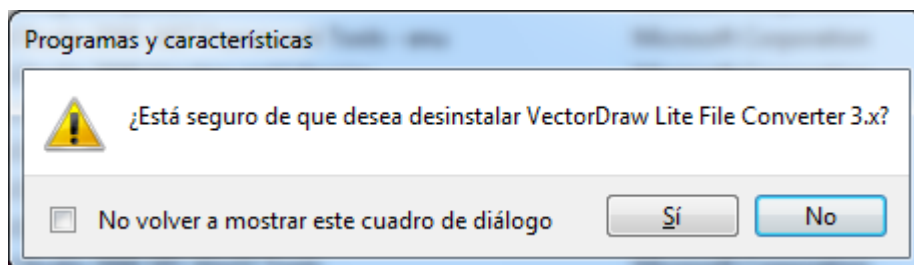 Programas y características
¿Está seguro de que desea desinstalar VectorDraw Lite File Converter 3.x?
No volver a mostrar este cuadro de diálogo
Sí
No